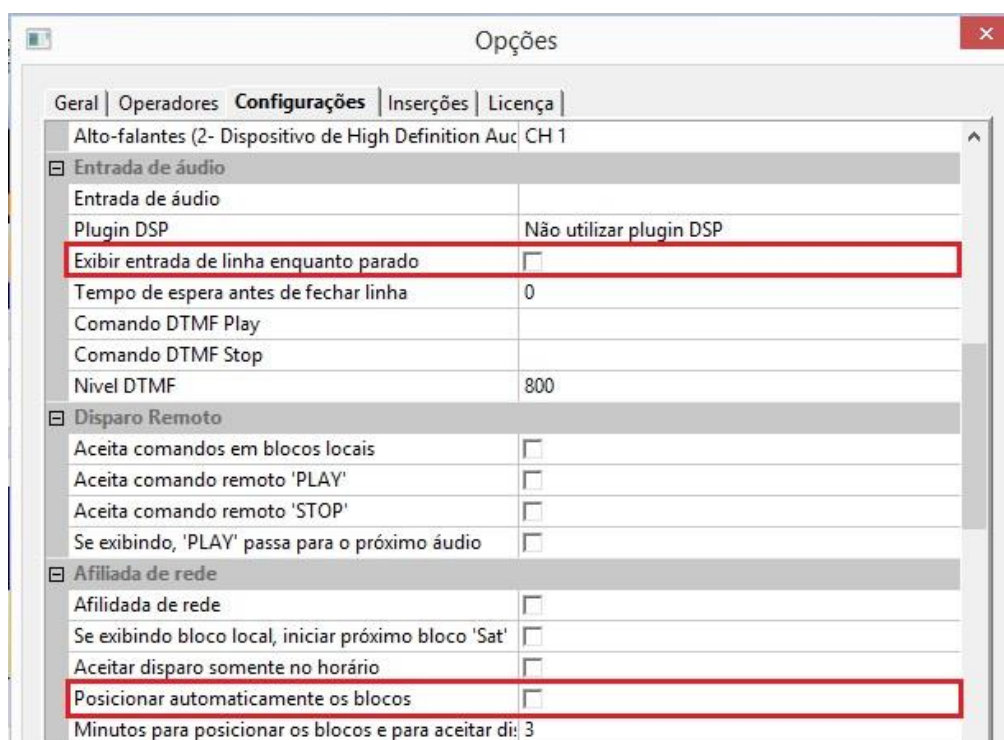 Opções
Geral Operadores Configurações Inserções Licença
Alto-falantes (2- Dispositivo de High Definition Auc CH 1
Entrada de áudio
Entrada de áudio
Plugin DSP Não utilizar plugin DSP
Exibir entrada de linha enquanto parado
Tempo de espera antes de fechar linha 0
Comando DTMF Play
Comando DTMF Stop
Nivel DTMF 800
Disparo Remoto
Aceita comandos em blocos locais
Aceita comando remoto 'PLAY'
Aceita comando remoto 'STOP'
Se exibindo, 'PLAY' passa para o próximo áudio
Afiliada de rede
Afilidada de rede
Se exibindo bloco local, iniciar próximo bloco 'Sat'
Aceitar disparo somente no horário
Posicionar automaticamente os blocos
Minutos para posicionar os blocos e para aceitar di: 3